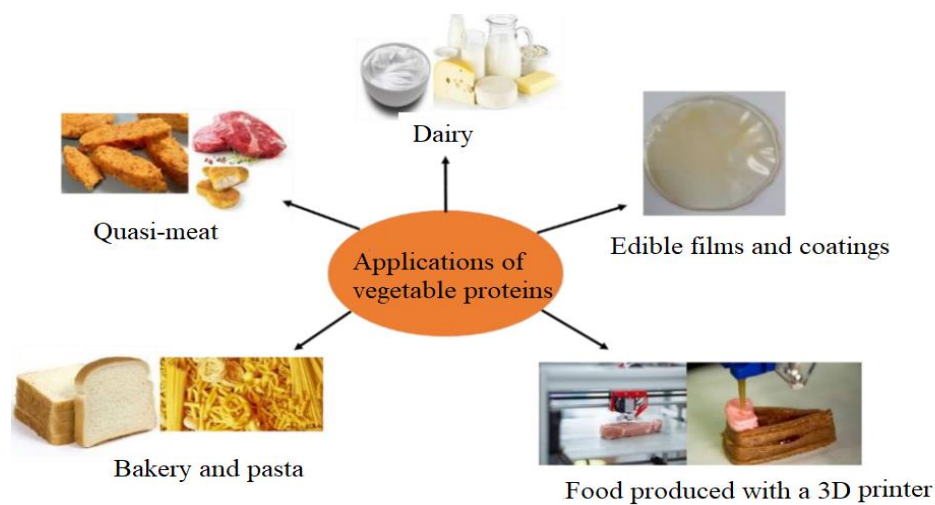 Dairy
Quasi-meat
Edible films and coatings
Applications of
vegetable proteins
Bakery and pasta
Food produced with a 3D printer